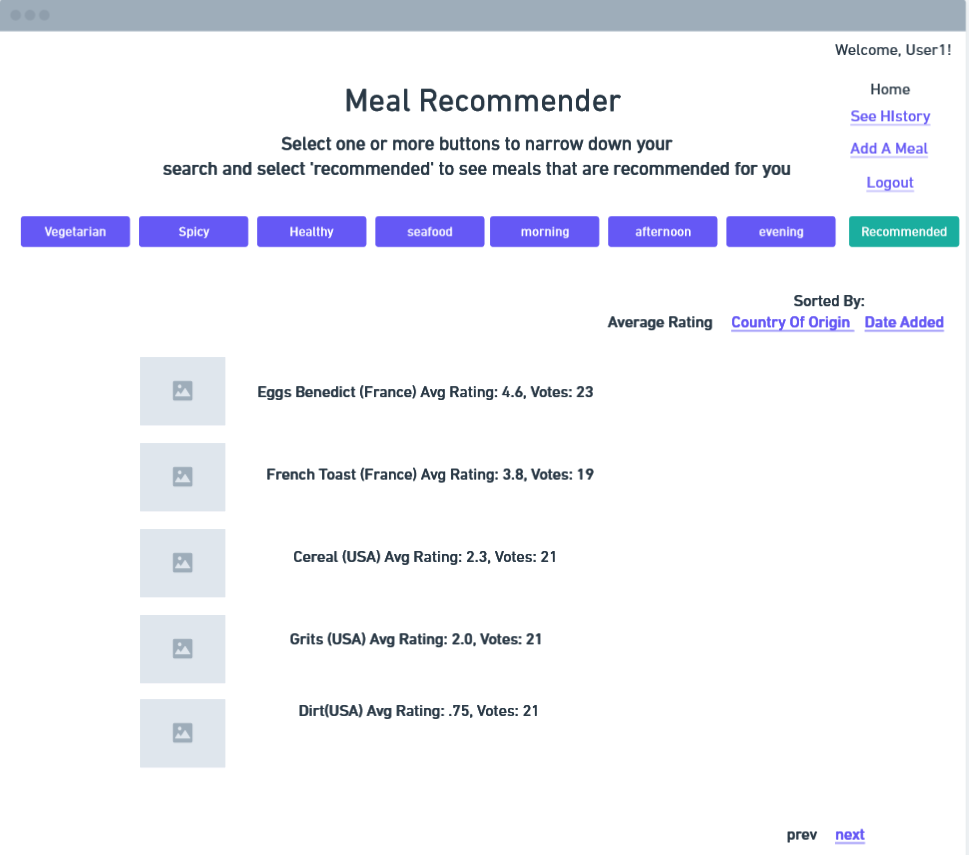 Welcome, User1!
Home
See HIstory
Add A Meal
Logout
Meal Recommender
Select one or more buttons to narrow down your
search and select 'recommended' to see meals that are recommended for you
Vegetarian Spicy Healthy seafood morning afternoon evening Recommended
Sorted By:
Average Rating Country Of Origin Date Added
Eggs Benedict (France) Avg Rating: 4.6, Votes: 23
French Toast (France) Avg Rating: 3.8, Votes: 19
Cereal (USA) Avg Rating: 2.3, Votes: 21
Grits (USA) Avg Rating: 2.0, Votes: 21
Dirt(USA) Avg Rating: .75, Votes: 21
prev next